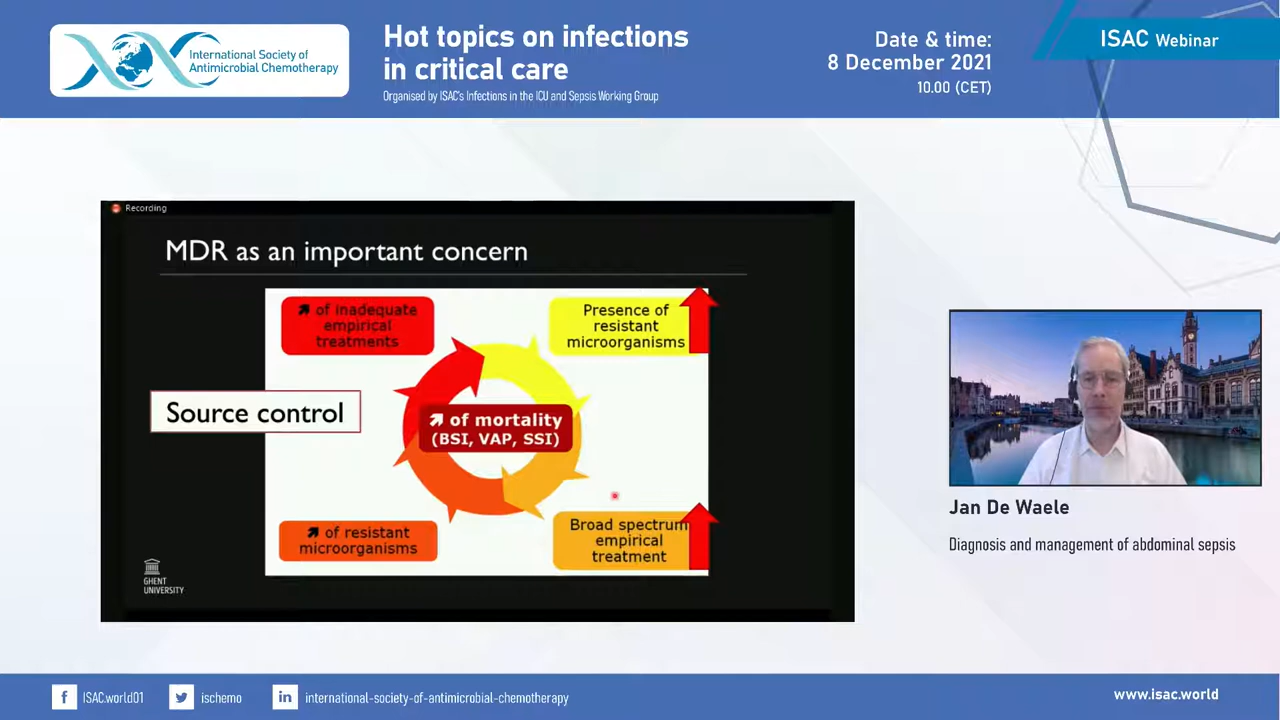 International Society of
Antimicrobial Chemotherapy
Hot topics on infections
in critical care
Organised by ISAC's Infections in the ICU and Sepsis Working Group
Date & time:
8 December 2021
10.00 (CET)
ISAC Webinar
Recording
MDR as an important concern
of inadequate
empirical
treatments
Presence of
resistant
microorganisms
Source control
of mortality
(BSI, VAP, SSI)
of resistant
microorganisms
Broad spectrum
empirical
treatment
GHENT
UNIVERSITY
Jan De Waele
Diagnosis and management of abdominal sepsis
ISAC.world01
ischemo
international-society-of-antimicrobial-chemotherapy
www.isac.world